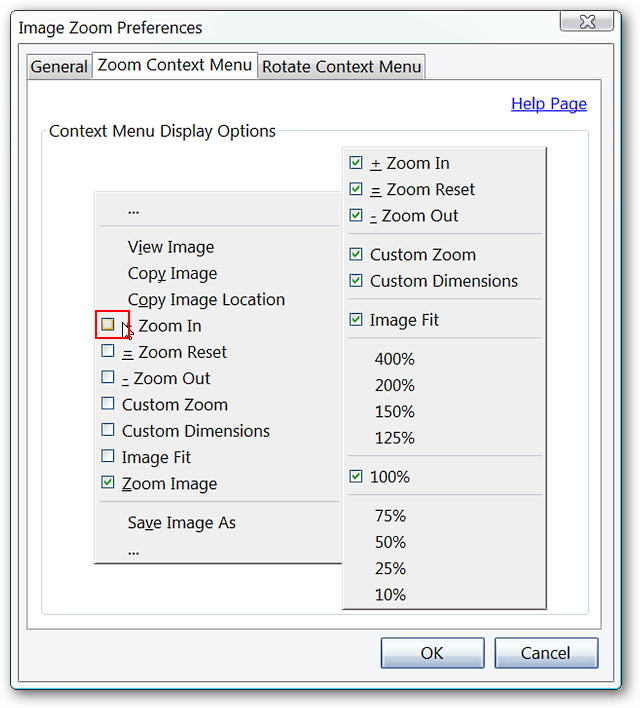 Image Zoom Preferences
General
Zoom Context Menu
Rotate Context Menu
Help Page
Context Menu Display Options
...
View Image
Copy Image
Copy Image Location
Zoom In
= Zoom Reset
- Zoom Out
Custom Zoom
Custom Dimensions
Image Fit
Zoom Image
Save Image As
...
+ Zoom In
= Zoom Reset
- Zoom Out
Custom Zoom
Custom Dimensions
Image Fit
400%
200%
150%
125%
100%
75%
50%
25%
10%
OK
Cancel